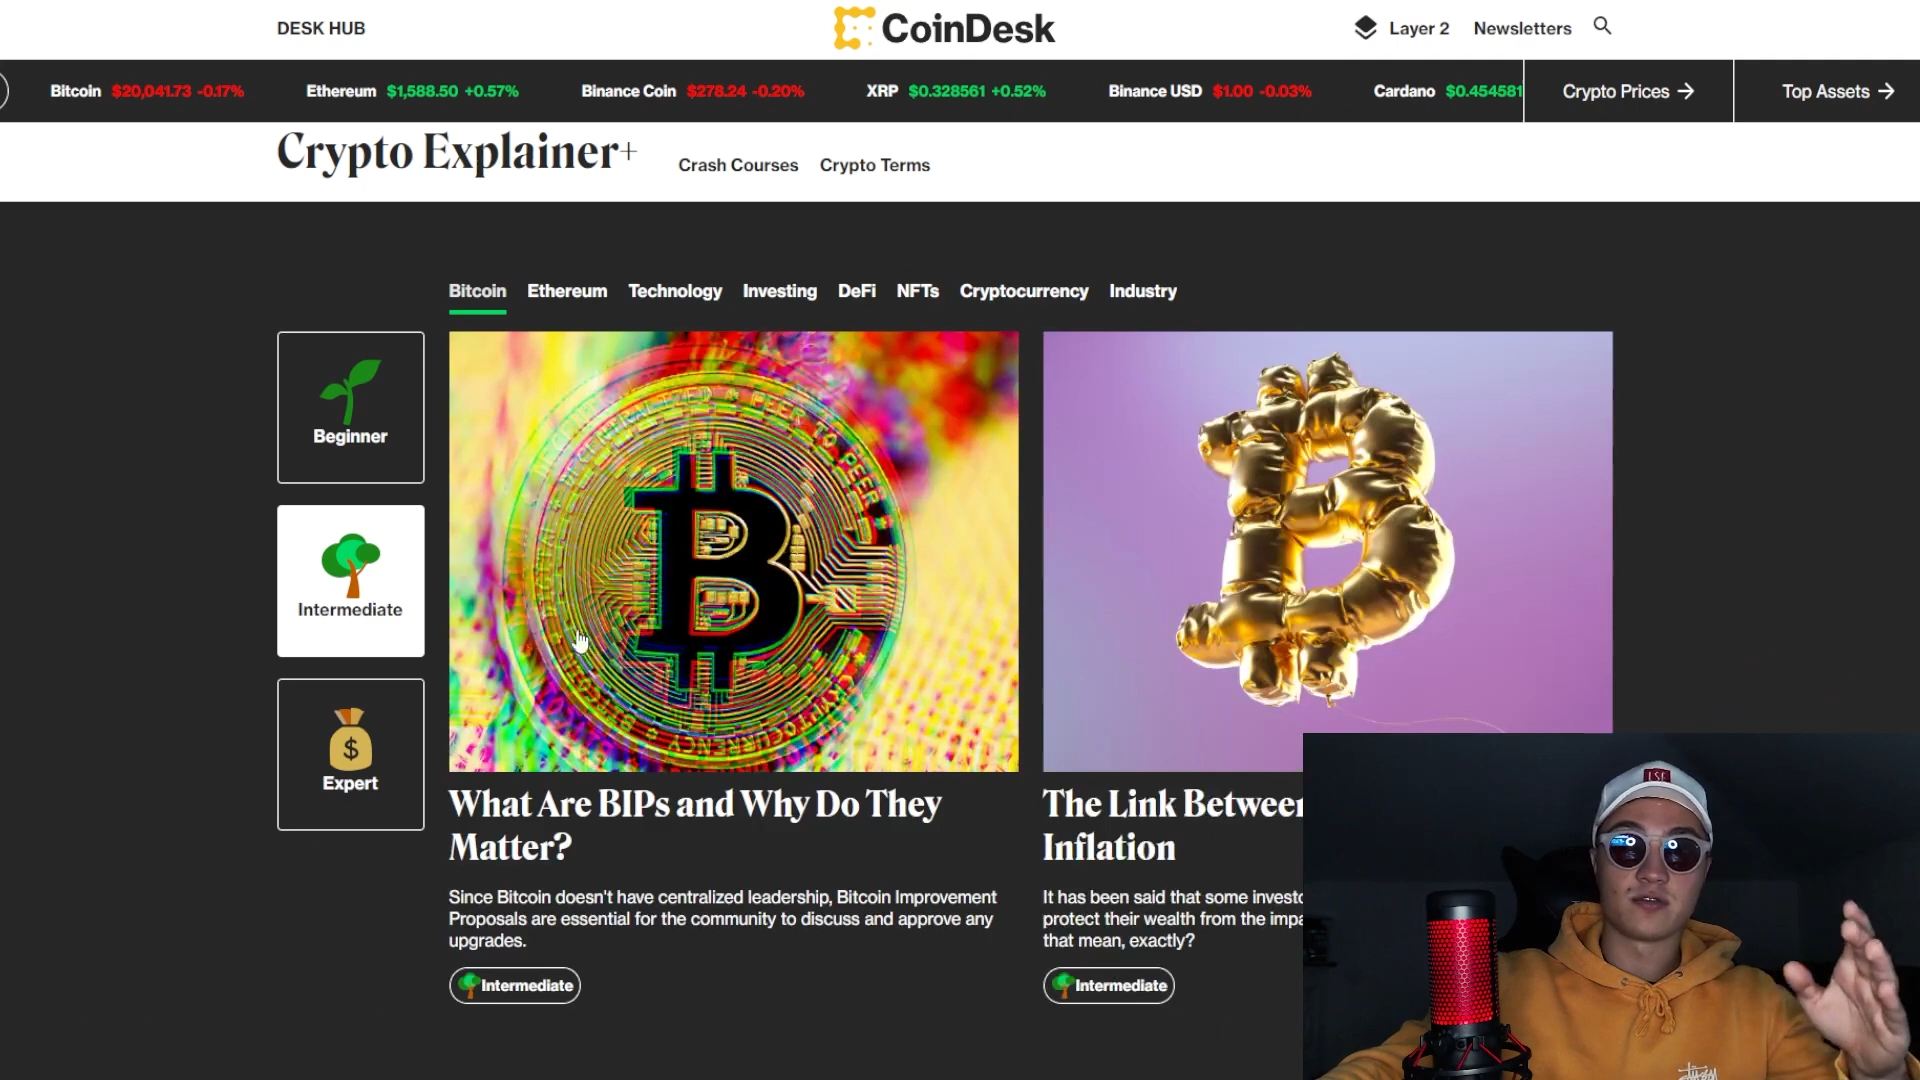 DESK HUB
CoinDesk
Layer 2
Newsletters
Bitcoin $20,041.73 -0.17%
Ethereum $1,588.50 +0.57%
Binance Coin $278.24 -0.20%
XRP $0.328561 +0.52%
Binance USD $1.00 -0.03%
Cardano $0.454581
Crypto Prices →
Top Assets →
Crypto Explainer+
Crash Courses
Crypto Terms
Bitcoin
Ethereum
Technology
Investing
DeFi
NFTs
Cryptocurrency
Industry
Beginner
Intermediate
$
Expert
What Are BIPs and Why Do They
Matter?
Since Bitcoin doesn't have centralized leadership, Bitcoin Improvement
Proposals are essential for the community to discuss and approve any
upgrades.
Intermediate
The Link Between
Inflation
It has been said that some investo
protect their wealth from the impa
that mean, exactly?
Intermediate